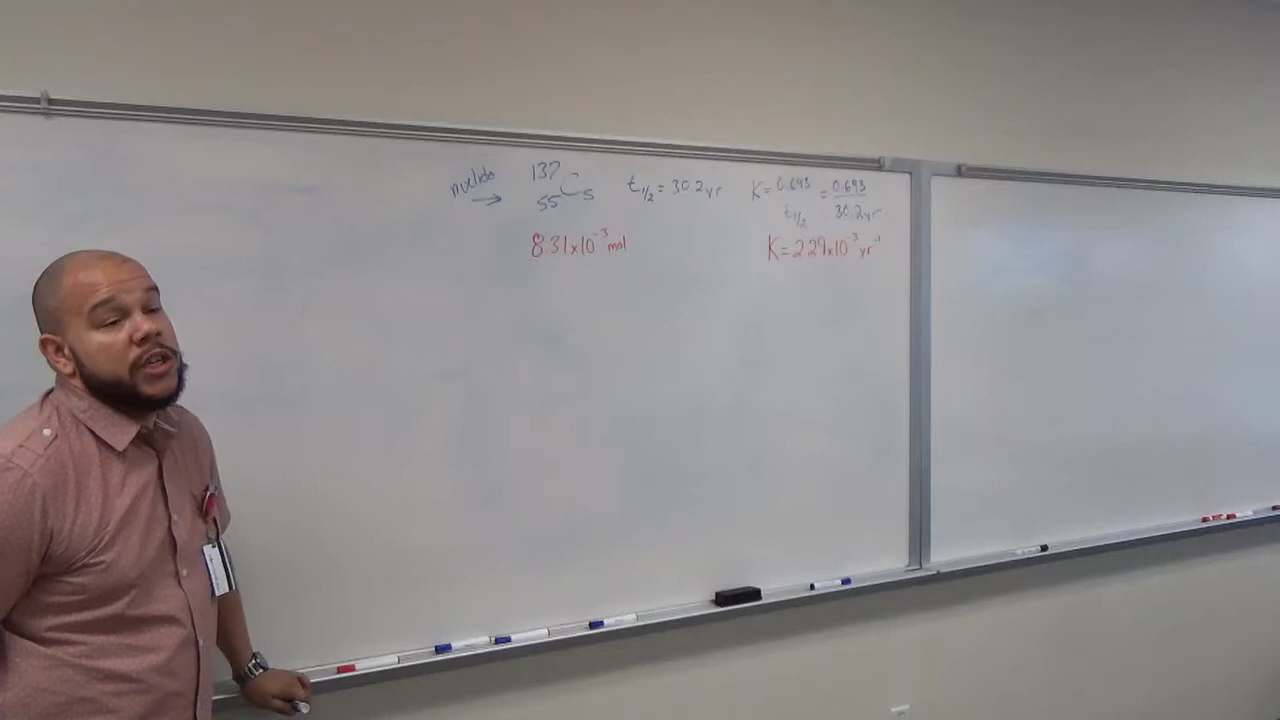 nuclido → 137 55 Cs t1/2 = 30.2 yr K = 0.693 / t1/2 = 0.693 / 30.2 yr
8.31x10⁻³ mol K = 2.29x10⁻³ yr⁻¹